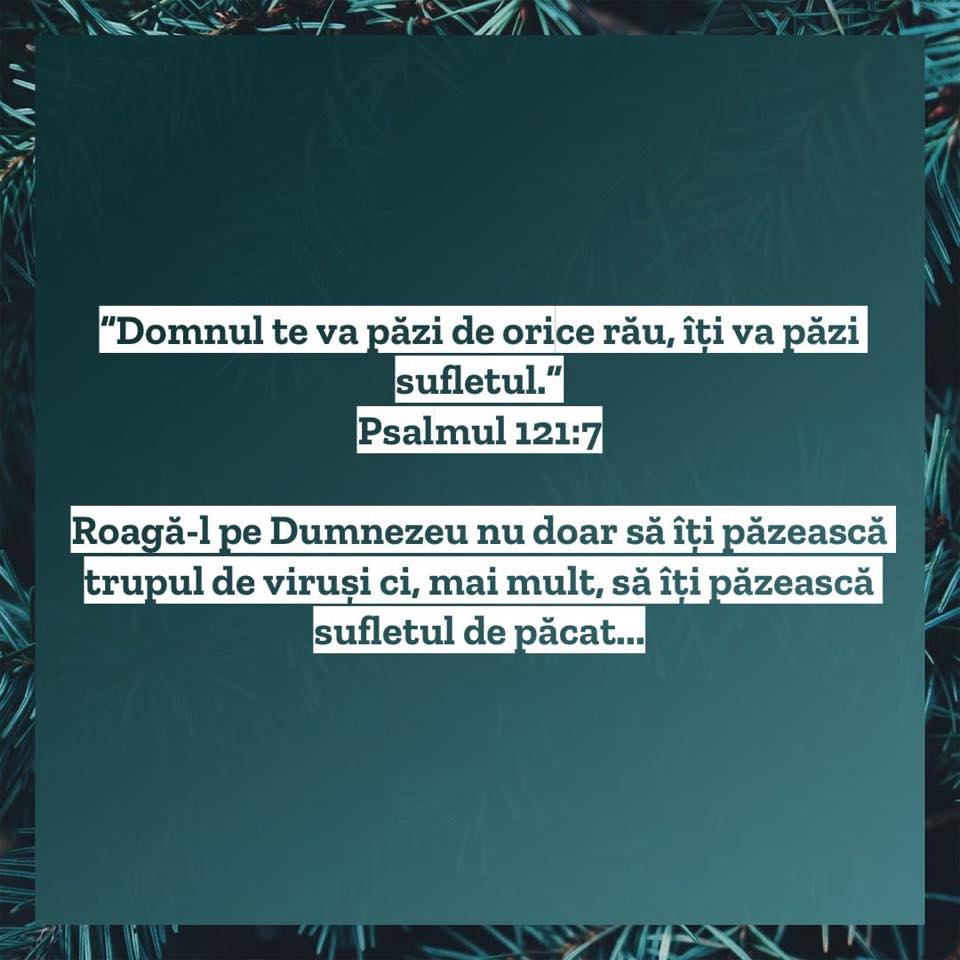 “Domnul te va păzi de orice rău, îți va păzi
sufletul.”
Psalmul 121:7
Roagă-l pe Dumnezeu nu doar să îți păzească
trupul de viruși ci, mai mult, să îți păzească
sufletul de păcat...